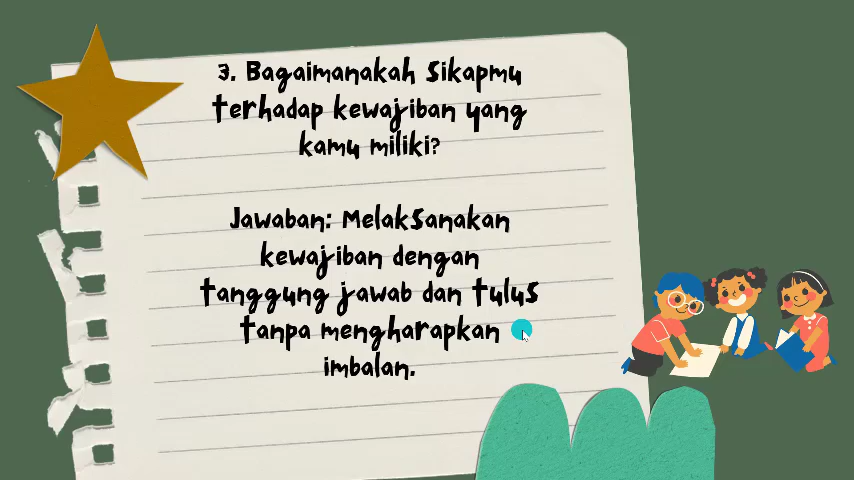 3. Bagaimanakah Sikapmu
terhadap kewajiban yang
kamu miliki?
Jawaban: Melaksanakan
kewajiban dengan
tanggung jawab dan tulus
tanpa mengharapkan
imbalan.